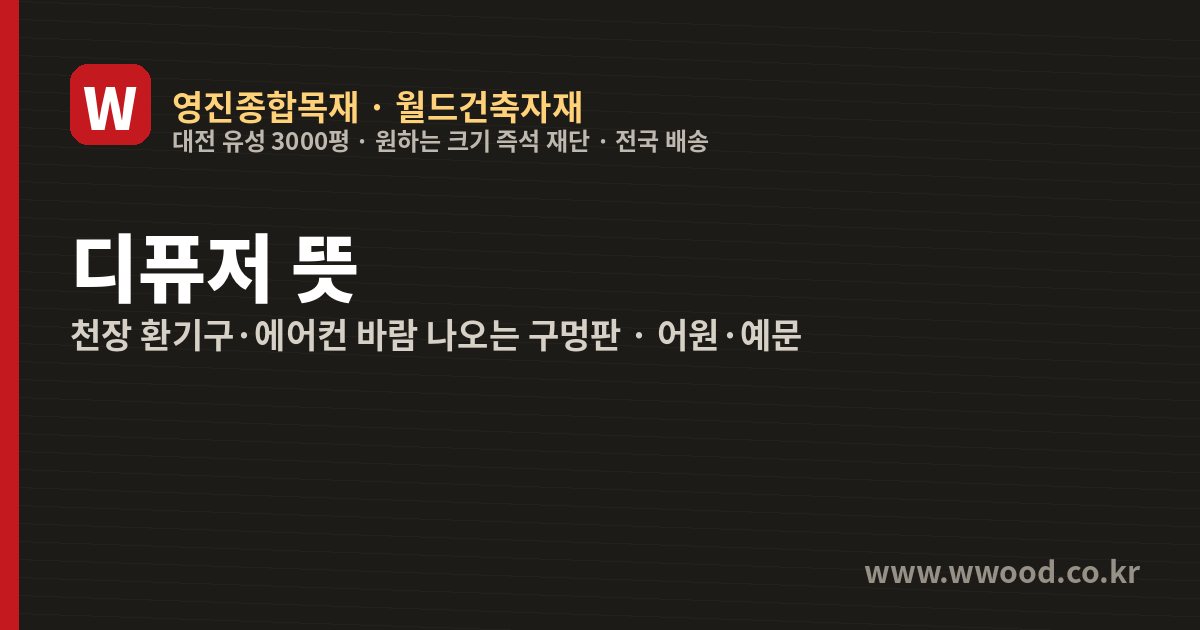 W
영진종합목재 · 월드건축자재
대전 유성 3000평 · 원하는 크기 즉석 재단 · 전국 배송
디퓨저 뜻
천장 환기구·에어컨 바람 나오는 구멍판 · 어원·예문
www.wwood.co.kr